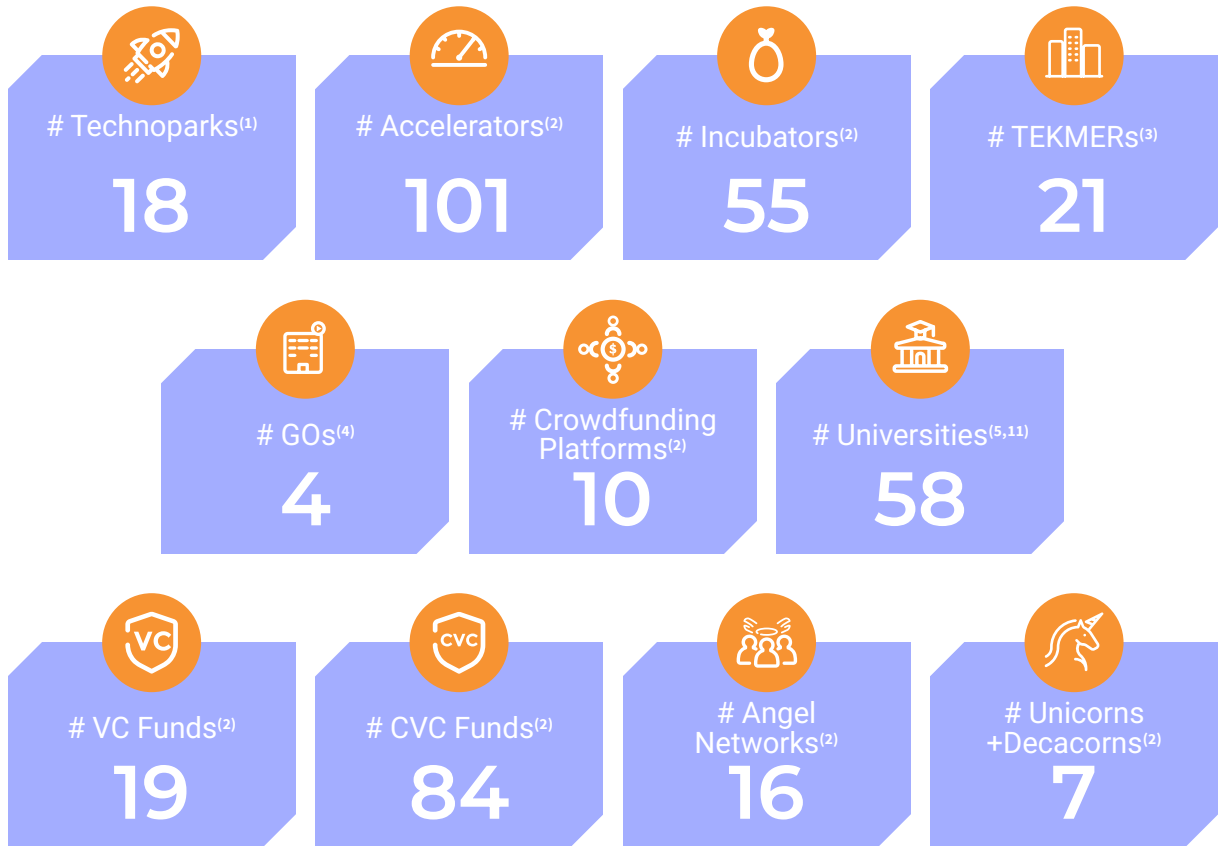 # Technoparks(1)
18
# Accelerators(2)
101
# Incubators(2)
55
# TEKMERs(3)
21
# GOs(4)
4
$
# Crowdfunding
Platforms(2)
10
# Universities(5,11)
58
VC
# VC Funds(2)
19
CVC
# CVC Funds(2)
84
# Angel
Networks(2)
16
# Unicorns
+Decacorns(2)
7